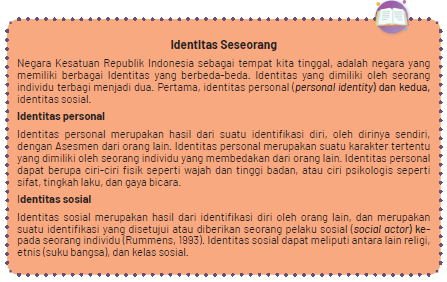 Identitas Seseorang
Negara Kesatuan Republik Indonesia sebagai tempat kita tinggal, adalah negara yang
memiliki berbagai Identitas yang berbeda-beda. Identitas yang dimiliki oleh seorang
individu terbagi menjadi dua. Pertama, identitas personal (personal identity) dan kedua,
identitas sosial.
Identitas personal
Identitas personal merupakan hasil dari suatu identifikasi diri, oleh dirinya sendiri,
dengan Asesmen dari orang lain. Identitas personal merupakan suatu karakter tertentu
yang dimiliki oleh seorang individu yang membedakan dari orang lain. Identitas personal
dapat berupa ciri-ciri fisik seperti wajah dan tinggi badan, atau ciri psikologis seperti
sifat, tingkah laku, dan gaya bicara.
Identitas sosial
Identitas sosial merupakan hasil dari identifikasi diri oleh orang lain, dan merupakan
suatu identifikasi yang disetujui atau diberikan seorang pelaku sosial (social actor) ke-
pada seorang individu (Rummens, 1993). Identitas sosial dapat meliputi antara lain religi,
etnis (suku bangsa), dan kelas sosial.